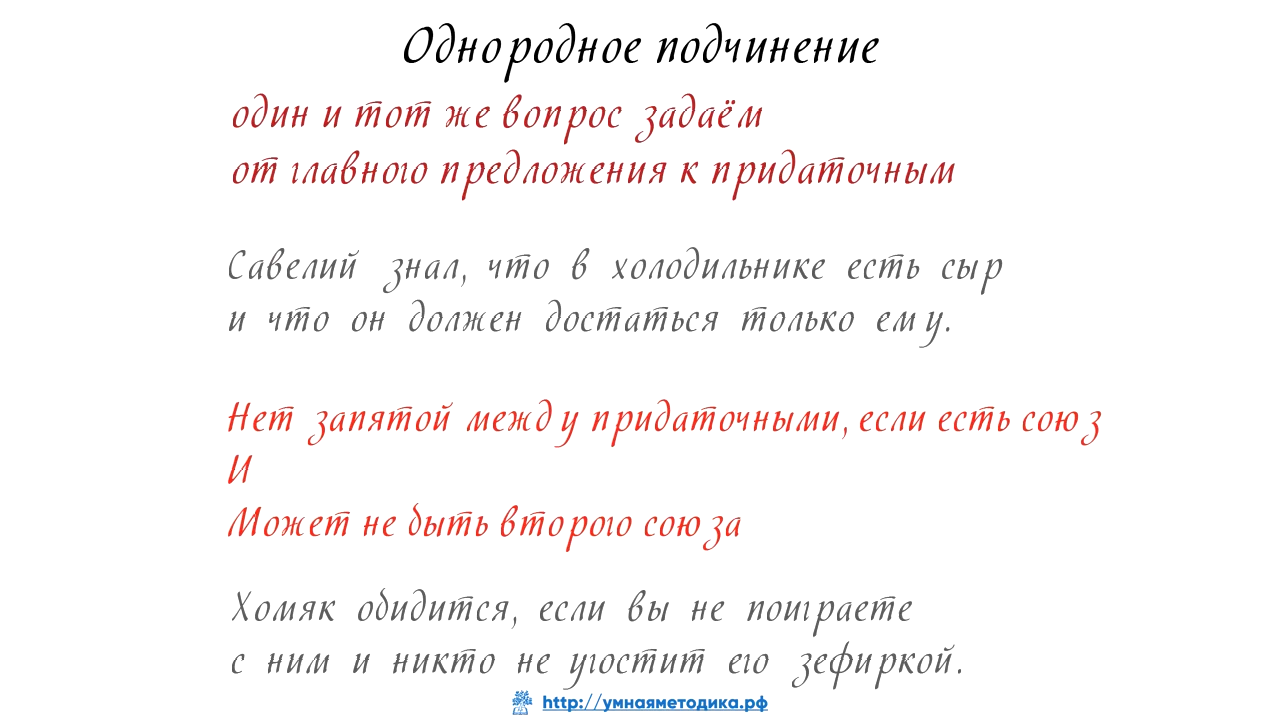 Однородное подчинение
один и тот же вопрос задаём
от главного предложения к придаточным
Савелий знал, что в холодильнике есть сыр
и что он должен достаться только ему.
Нет запятой между придаточными, если есть союз
И
Может не быть второго союза
Хомяк обидится, если вы не поиграете
с ним и никто не угостит его зефиркой.
http://умнаяметодика.рф